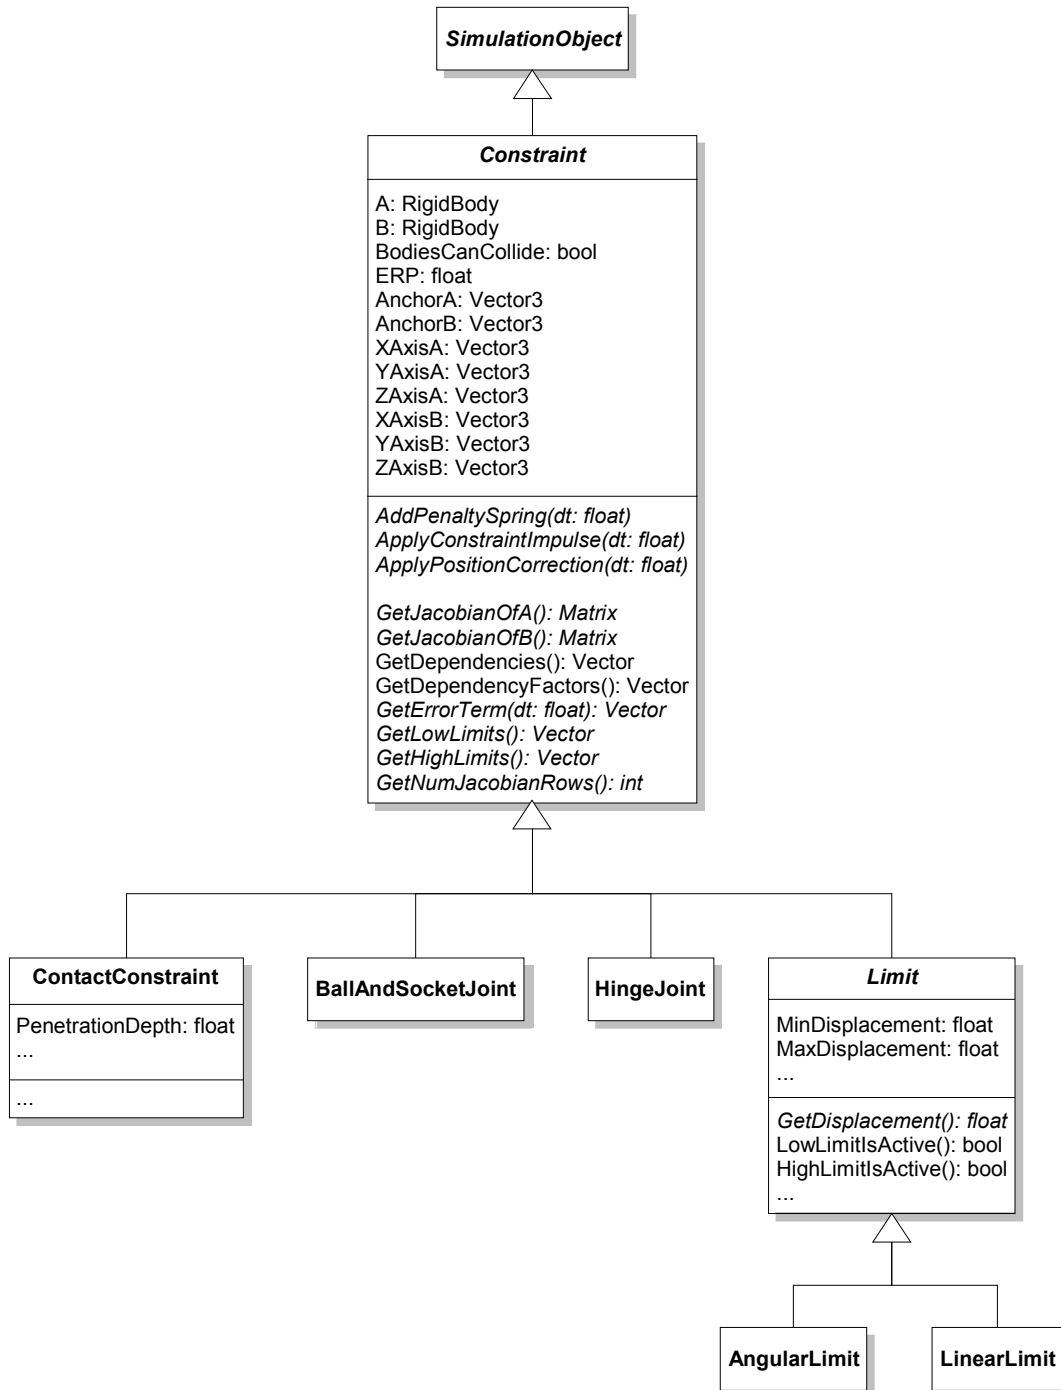 SimulationObject
Constraint
A: RigidBody
B: RigidBody
BodiesCanCollide: bool
ERP: float
AnchorA: Vector3
AnchorB: Vector3
XAxisA: Vector3
YAxisA: Vector3
ZAxisA: Vector3
XAxisB: Vector3
YAxisB: Vector3
ZAxisB: Vector3
AddPenaltySpring(dt: float)
ApplyConstraintImpulse(dt: float)
ApplyPositionCorrection(dt: float)
GetJacobianOfA(): Matrix
GetJacobianOfB(): Matrix
GetDependencies(): Vector
GetDependencyFactors(): Vector
GetErrorTerm(dt: float): Vector
GetLowLimits(): Vector
GetHighLimits(): Vector
GetNumJacobianRows(): int
ContactConstraint
PenetrationDepth: float
...
...
BallAndSocketJoint
HingeJoint
Limit
MinDisplacement: float
MaxDisplacement: float
...
GetDisplacement(): float
LowLimitIsActive(): bool
HighLimitIsActive(): bool
...
AngularLimit
LinearLimit